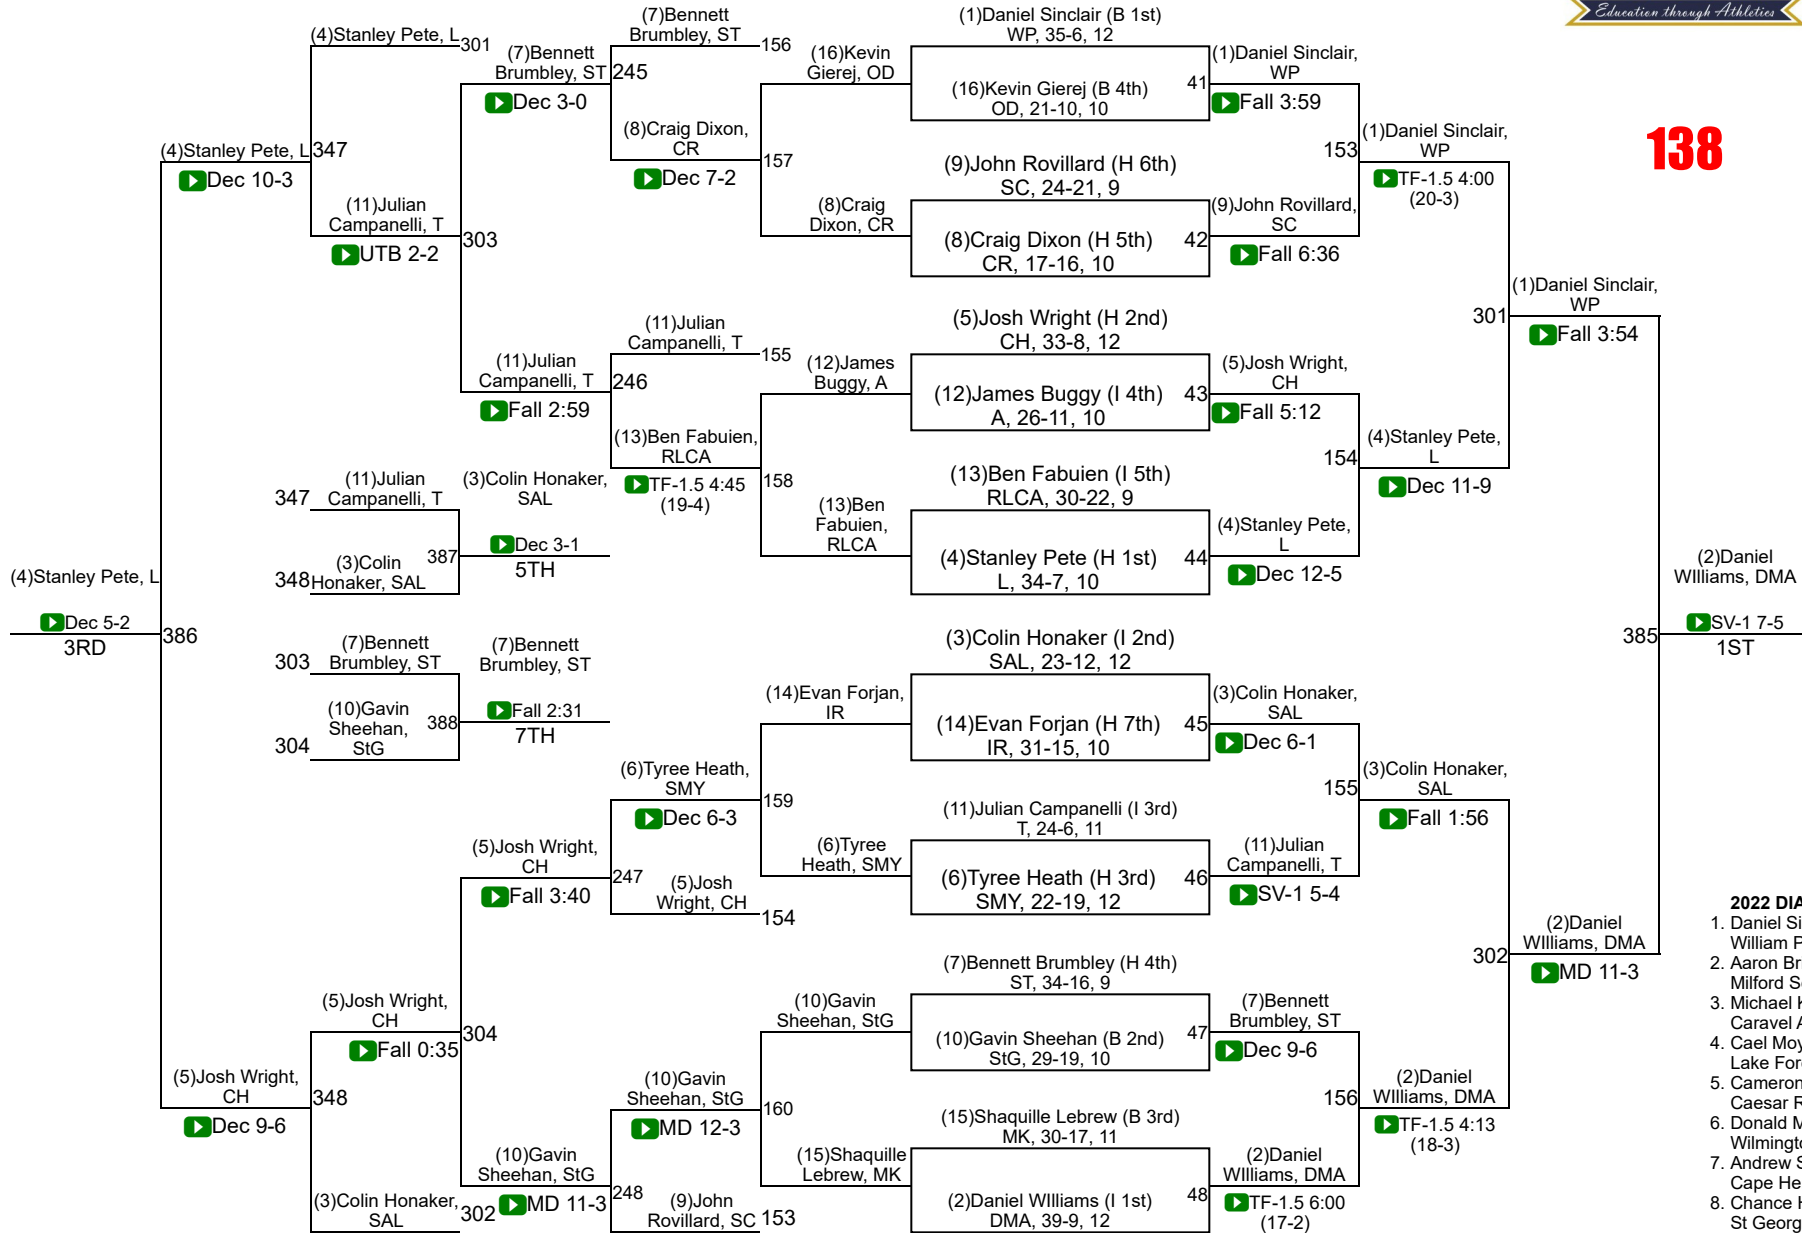 Education through Athletics
138
(4)Stanley Pete, L
301
(7)Bennett
Brumbley, ST
Dec 3-0
(7)Bennett
Brumbley, ST
156
245
(8)Craig Dixon,
CR
157
Dec 7-2
(16)Kevin
Gierej, OD
(8)Craig
Dixon, CR
(4)Stanley Pete, L
347
Dec 10-3
(11)Julian
Campanelli, T
UTB 2-2
303
(11)Julian
Campanelli, T
Fall 2:59
(11)Julian
Campanelli, T
155
246
(13)Ben Fabuien,
RLCA
TF-1.5 4:45
(19-4)
158
(12)James
Buggy, A
(13)Ben
Fabuien,
RLCA
(1)Daniel Sinclair (B 1st)
WP, 35-6, 12
(16)Kevin Gierej (B 4th)
OD, 21-10, 10
41
(9)John Rovillard (H 6th)
SC, 24-21, 9
(8)Craig Dixon (H 5th)
CR, 17-16, 10
42
(5)Josh Wright (H 2nd)
CH, 33-8, 12
(12)James Buggy (I 4th)
A, 26-11, 10
43
(13)Ben Fabuien (I 5th)
RLCA, 30-22, 9
(4)Stanley Pete (H 1st)
L, 34-7, 10
44
(1)Daniel Sinclair,
WP
Fall 3:59
153
(9)John Rovillard,
SC
Fall 6:36
(5)Josh Wright,
CH
Fall 5:12
154
(4)Stanley Pete,
L
Dec 12-5
(1)Daniel Sinclair,
WP
TF-1.5 4:00
(20-3)
301
(4)Stanley Pete,
L
Dec 11-9
(1)Daniel Sinclair,
WP
Fall 3:54
347
(11)Julian
Campanelli, T
(3)Colin Honaker,
SAL
387
Dec 3-1
5TH
348
(3)Colin
Honaker, SAL
(4)Stanley Pete, L
Dec 5-2
3RD
386
303
(7)Bennett
Brumbley, ST
(7)Bennett
Brumbley, ST
388
Fall 2:31
7TH
304
(10)Gavin
Sheehan,
StG
(2)Daniel
WIlliams, DMA
385
SV-1 7-5
1ST
(6)Tyree Heath,
SMY
Dec 6-3
159
(14)Evan Forjan,
IR
(6)Tyree
Heath, SMY
(5)Josh Wright,
CH
Fall 3:40
247
(5)Josh
Wright, CH
154
(5)Josh Wright,
CH
Fall 0:35
304
(5)Josh Wright,
CH
Dec 9-6
348
(3)Colin Honaker,
SAL
302
(10)Gavin
Sheehan, StG
MD 11-3
248
(10)Gavin
Sheehan, StG
MD 12-3
160
(9)John
Rovillard, SC
153
(10)Gavin
Sheehan, StG
(15)Shaquille
Lebrew, MK
(3)Colin Honaker (I 2nd)
SAL, 23-12, 12
(14)Evan Forjan (H 7th)
IR, 31-15, 10
45
(11)Julian Campanelli (I 3rd)
T, 24-6, 11
(6)Tyree Heath (H 3rd)
SMY, 22-19, 12
46
(7)Bennett Brumbley (H 4th)
ST, 34-16, 9
(10)Gavin Sheehan (B 2nd)
StG, 29-19, 10
47
(15)Shaquille Lebrew (B 3rd)
MK, 30-17, 11
(2)Daniel WIlliams (I 1st)
DMA, 39-9, 12
48
(3)Colin Honaker,
SAL
Dec 6-1
155
(11)Julian
Campanelli, T
SV-1 5-4
(7)Bennett
Brumbley, ST
Dec 9-6
156
(2)Daniel
WIlliams, DMA
TF-1.5 6:00
(17-2)
(3)Colin Honaker,
SAL
Fall 1:56
302
(2)Daniel
WIlliams, DMA
TF-1.5 4:13
(18-3)
(2)Daniel
WIlliams, DMA
MD 11-3
2022 DIA
1. Daniel Si
William P
2. Aaron Br
Milford S
3. Michael K
Caravel A
4. Cael Moy
Lake For
5. Cameron
Caesar R
6. Donald M
Wilmingt
7. Andrew S
Cape He
8. Chance H
St Georg